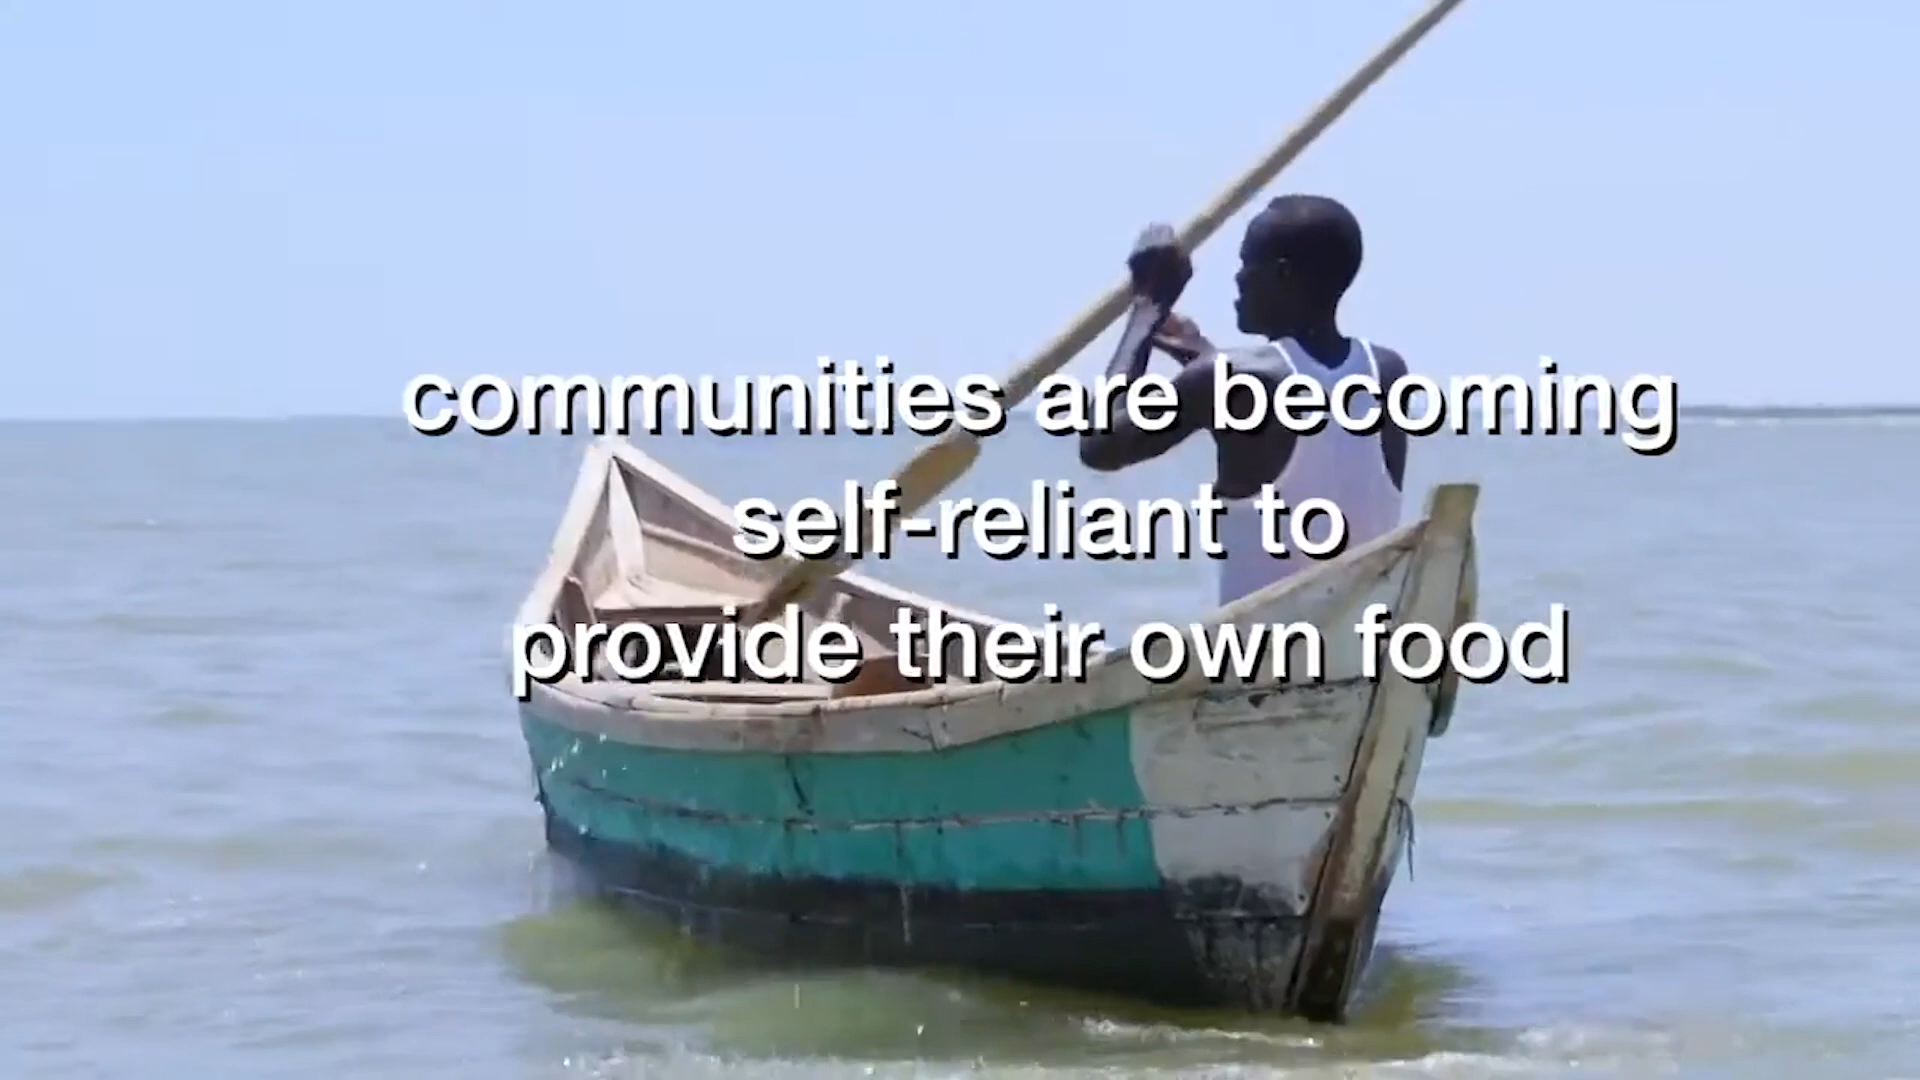 communities are becoming
self-reliant to
provide their own food